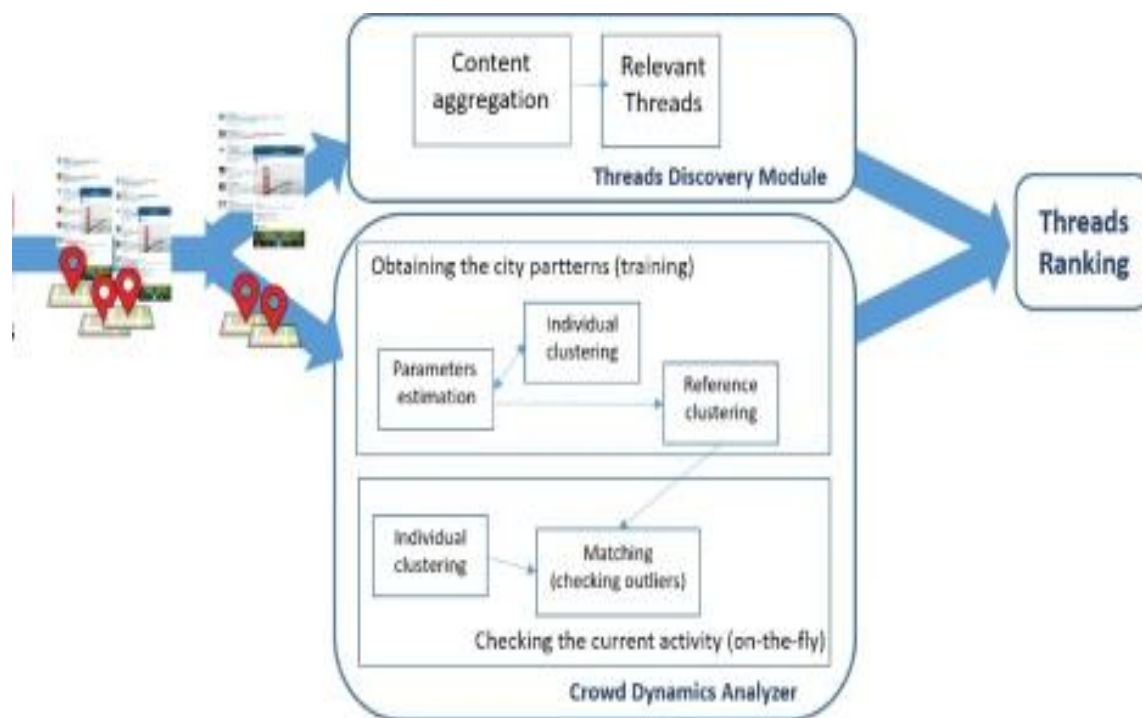 Content
aggregation
Relevant
Threads
Threads Discovery Module
Threads
Ranking
Obtaining the city partterns (training)
Individual
clustering
Parameters
estimation
Reference
clustering
Individual
clustering
Matching
(checking outliers)
Checking the current activity (on-the-fly)
Crowd Dynamics Analyzer